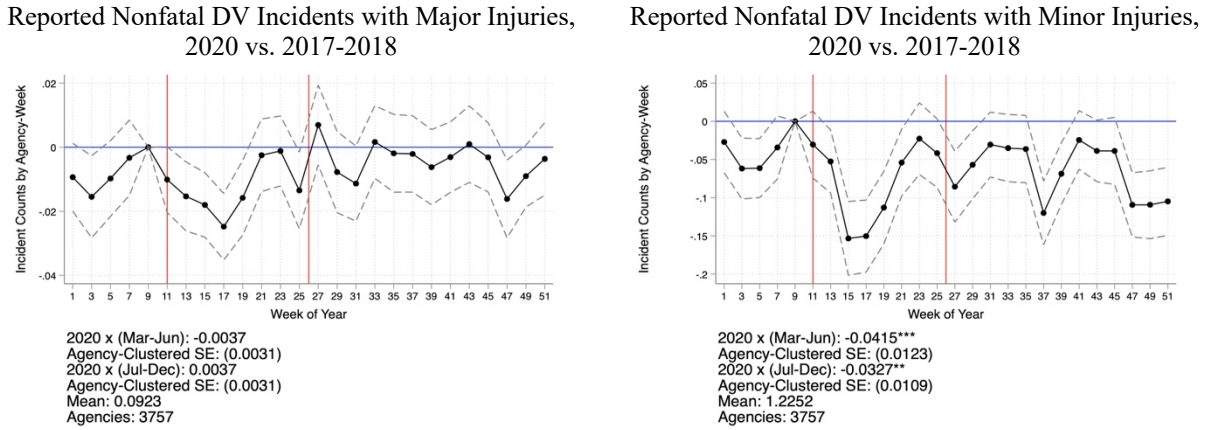 Reported Nonfatal DV Incidents with Major Injuries,
2020 vs. 2017-2018
Incident Counts by Agency-Week
.02
0
-.02
-.04
1 3 5 7 9 11 13 15 17 19 21 23 25 27 29 31 33 35 37 39 41 43 45 47 49 51
Week of Year
2020 x (Mar-Jun): -0.0037
Agency-Clustered SE: (0.0031)
2020 x (Jul-Dec): 0.0037
Agency-Clustered SE: (0.0031)
Mean: 0.0923
Agencies: 3757
Reported Nonfatal DV Incidents with Minor Injuries,
2020 vs. 2017-2018
Incident Counts by Agency-Week
.05
0
-.05
-.1
-.15
-.2
1 3 5 7 9 11 13 15 17 19 21 23 25 27 29 31 33 35 37 39 41 43 45 47 49 51
Week of Year
2020 x (Mar-Jun): -0.0415***
Agency-Clustered SE: (0.0123)
2020 x (Jul-Dec): -0.0327**
Agency-Clustered SE: (0.0109)
Mean: 1.2252
Agencies: 3757